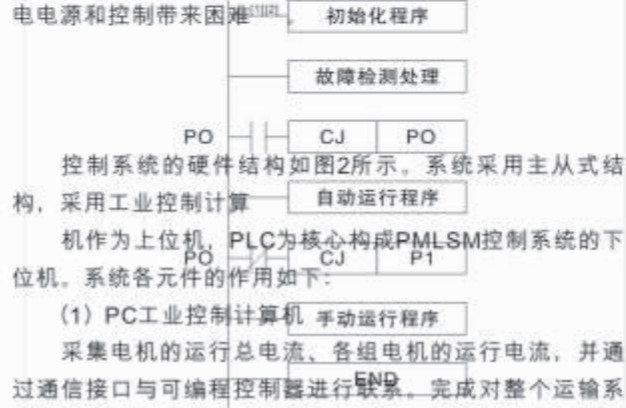 电电源和控制带来困难[1][2]。
初始化程序
故障检测处理
PO CJ PO
控制系统的硬件结构如图2所示。系统采用主从式结
构，采用工业控制计算
自动运行程序
机作为上位机，PLC为核心构成PMLSM控制系统的下
PO CJ P1
位机。系统各元件的作用如下：
（1）PC工业控制计算机
手动运行程序
采集电机的运行总电流、各组电机的运行电流，并通
END
过通信接口与可编程控制器进行联系。完成对整个运输系